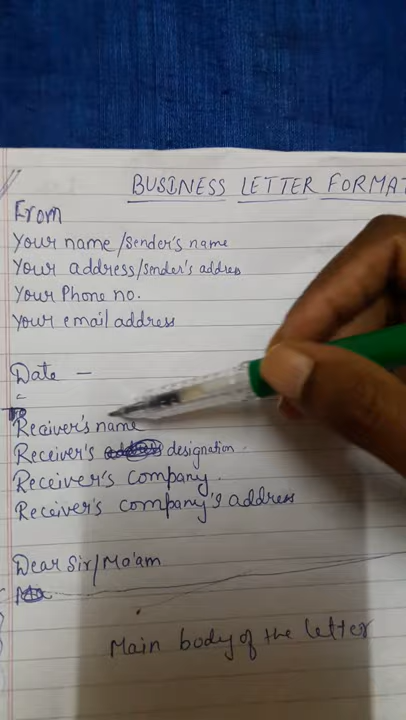 BUSINESS LETTER FORMAT
From
Your name/Sender's name
Your address/Sender's address
Your Phone no.
Your email address
Date –
To
Reciver's name
Receiver's designation.
Receiver's company.
Receiver's company's address
Dear Sir/Ma'am
Main body of the letter